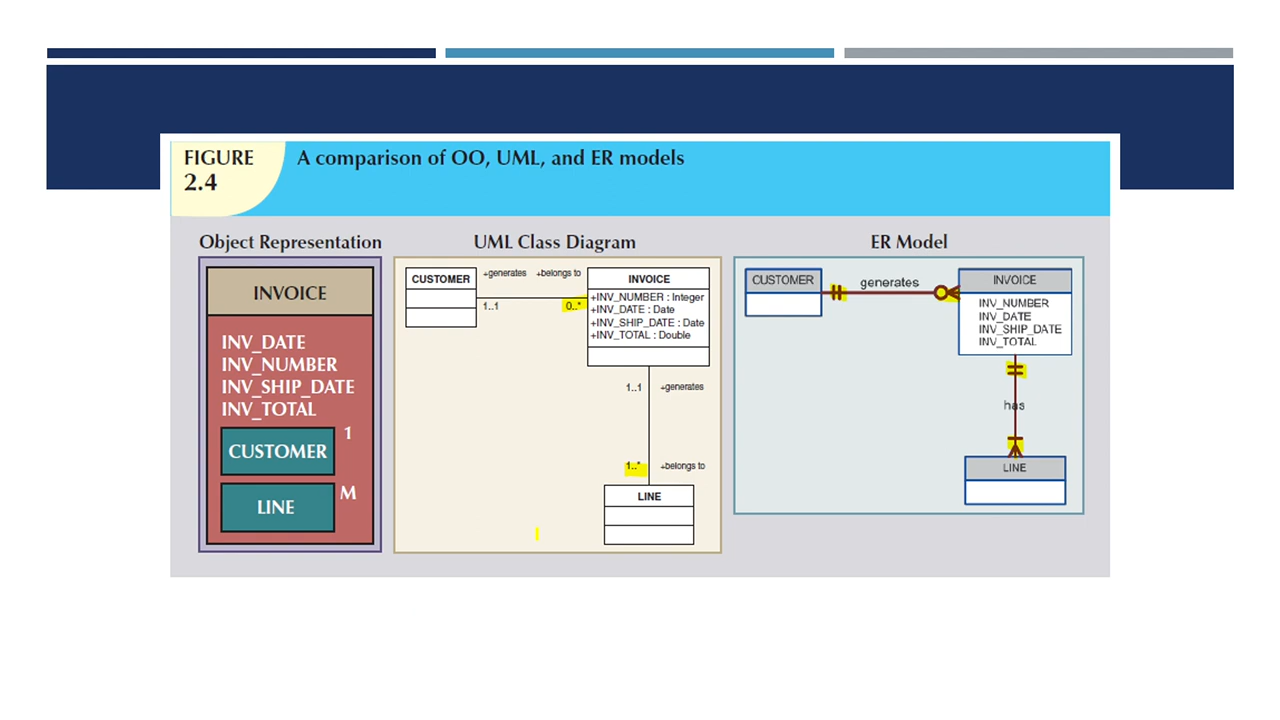 FIGURE
2.4
A comparison of OO, UML, and ER models
Object Representation
INVOICE
INV_DATE
INV_NUMBER
INV_SHIP_DATE
INV_TOTAL
CUSTOMER
1
LINE
M
UML Class Diagram
CUSTOMER
+generates
+belongs to
1..1
0..*
INVOICE
+INV_NUMBER : Integer
+INV_DATE : Date
+INV_SHIP_DATE : Date
+INV_TOTAL : Double
1..1
+generates
1..*
+belongs to
LINE
ER Model
CUSTOMER
generates
INVOICE
INV_NUMBER
INV_DATE
INV_SHIP_DATE
INV_TOTAL
has
LINE